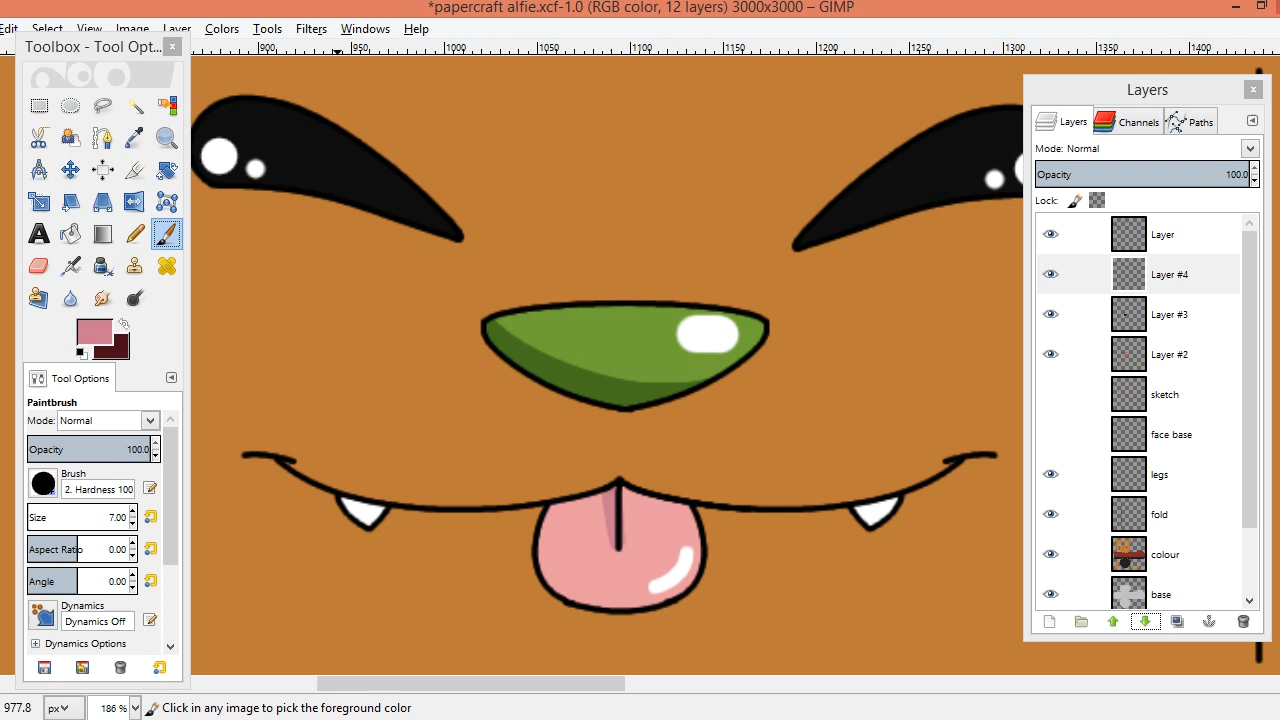 *papercraft alfie.xcf-1.0 (RGB color, 12 layers) 3000x3000 – GIMP
Edit Select View Image Layer Colors Tools Filters Windows Help
Toolbox - Tool Opt...
900 950 1000 1050 1100 1150 1200 1250 1300 1350 1400
Tool Options
Paintbrush
Mode: Normal
Opacity 100.0
Brush
2. Hardness 100
Size 7.00
Aspect Ratio 0.00
Angle 0.00
Dynamics
Dynamics Off
Dynamics Options
Layers
Layers Channels Paths
Mode: Normal
Opacity 100.0
Lock:
Layer
Layer #4
Layer #3
Layer #2
sketch
face base
legs
fold
colour
base
977.8 px 186 % Click in any image to pick the foreground color